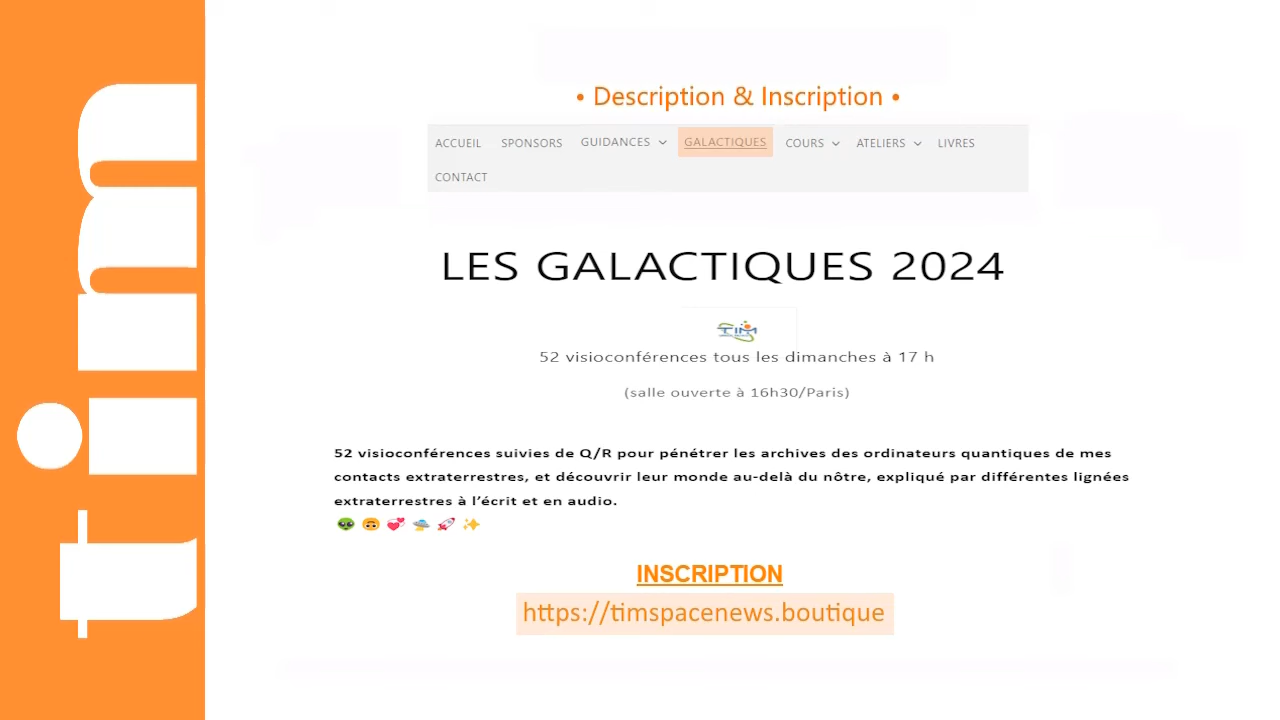 tim
• Description & Inscription •
ACCUEIL SPONSORS GUIDANCES GALACTIQUES COURS ATELIERS LIVRES
CONTACT
LES GALACTIQUES 2024
TIM
52 visioconférences tous les dimanches à 17 h
(salle ouverte à 16h30/Paris)
52 visioconférences suivies de Q/R pour pénétrer les archives des ordinateurs quantiques de mes
contacts extraterrestres, et découvrir leur monde au-delà du nôtre, expliqué par différentes lignées
extraterrestres à l’écrit et en audio.
👽 🙃 💞 🛸 🚀 ✨
INSCRIPTION
https://timspacenews.boutique